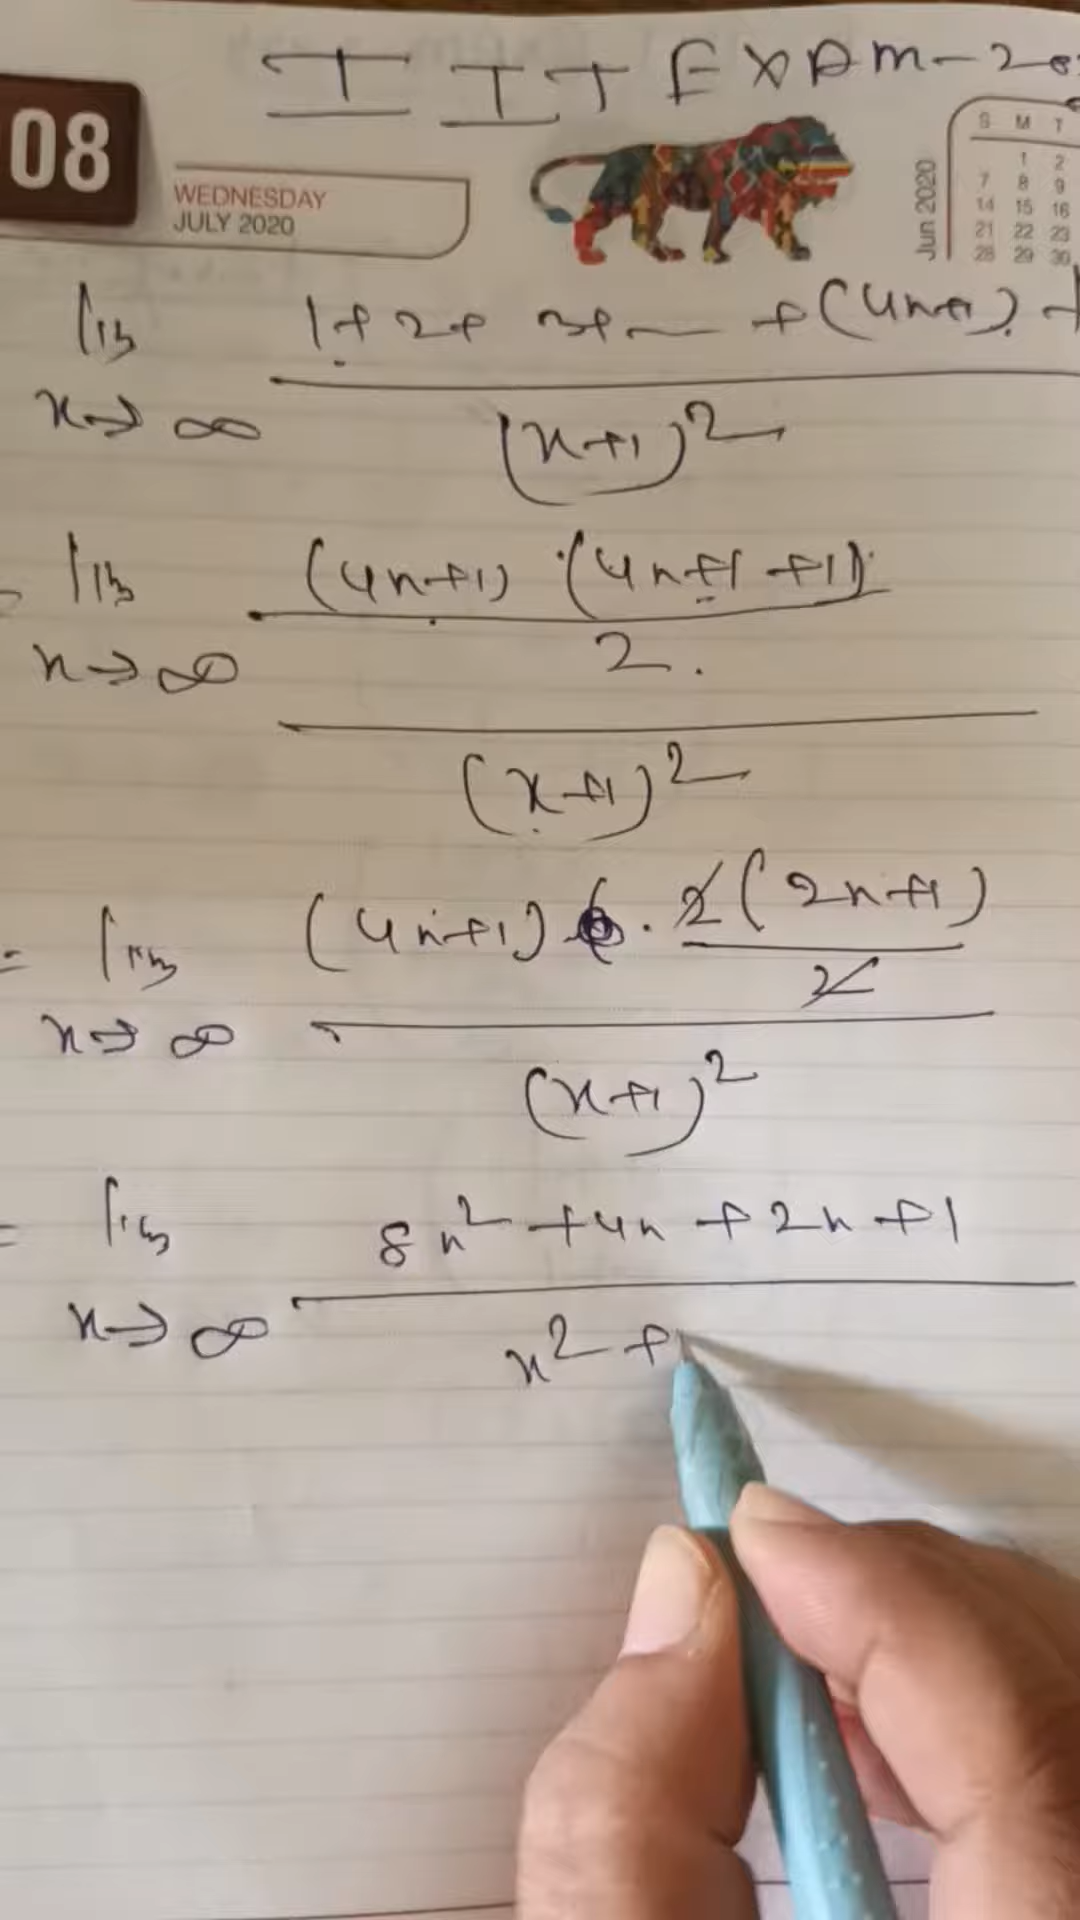 IIT EXAM-20
08
WEDNESDAY
JULY 2020
Jun 2020
S M T
1 2
7 8 9
14 15 16
21 22 23
28 29 30
lim 1+2+3+ — +(4n+1)
n→∞ (n+1)²
lim (4n+1) (4n+1+1)
n→∞ 2.
(n+1)²
= lim (4n+1) . 2(2n+1)
2
n→∞ (n+1)²
= lim 8n²+4n+2n+1
n→∞ n²+